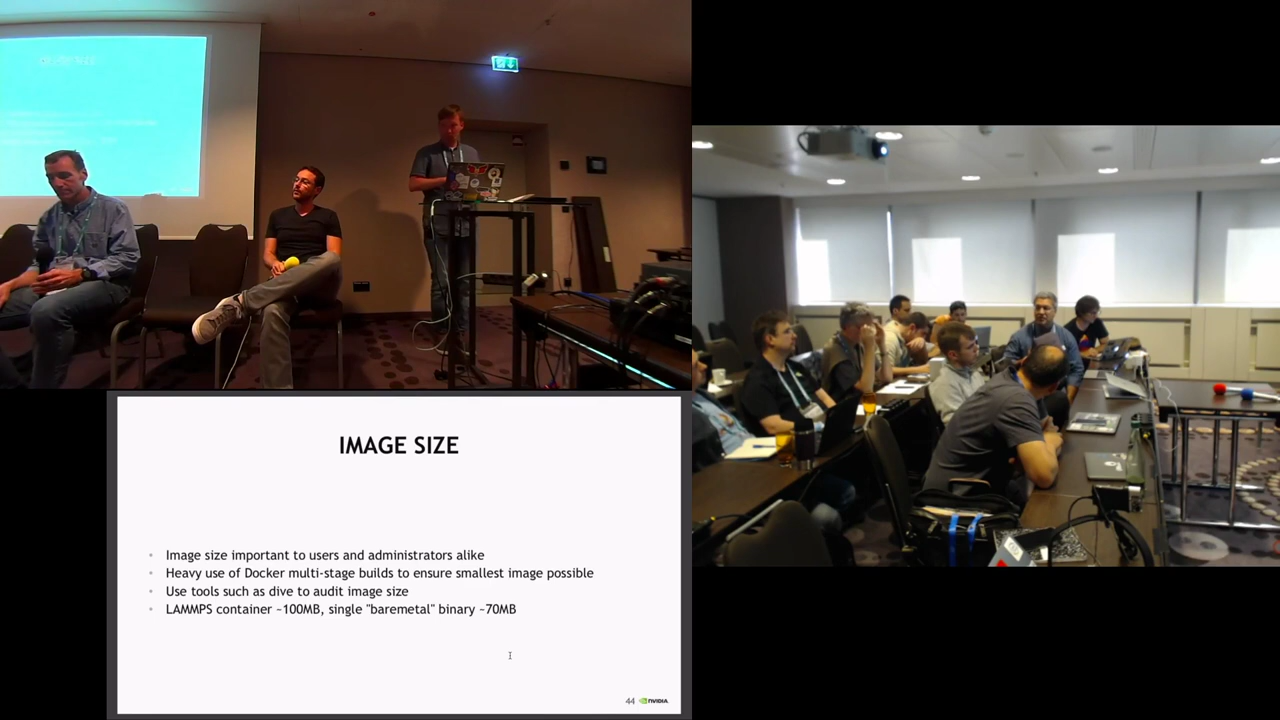 IMAGE SIZE
Image size important to users and administrators alike
Heavy use of Docker multi-stage builds to ensure smallest image possible
Use tools such as dive to audit image size
LAMMPS container ~100MB, single "baremetal" binary ~70MB
44 NVIDIA